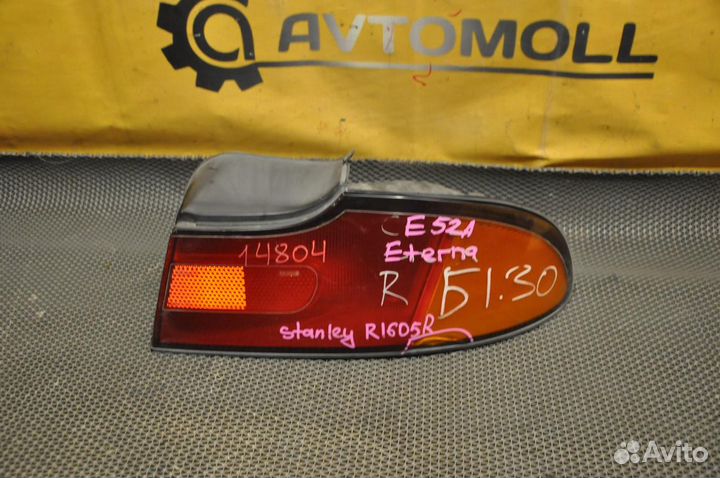 AVTOMOLL
CE52A
14804
Eterna
R Б1.30
Stanley R1605R
Avito